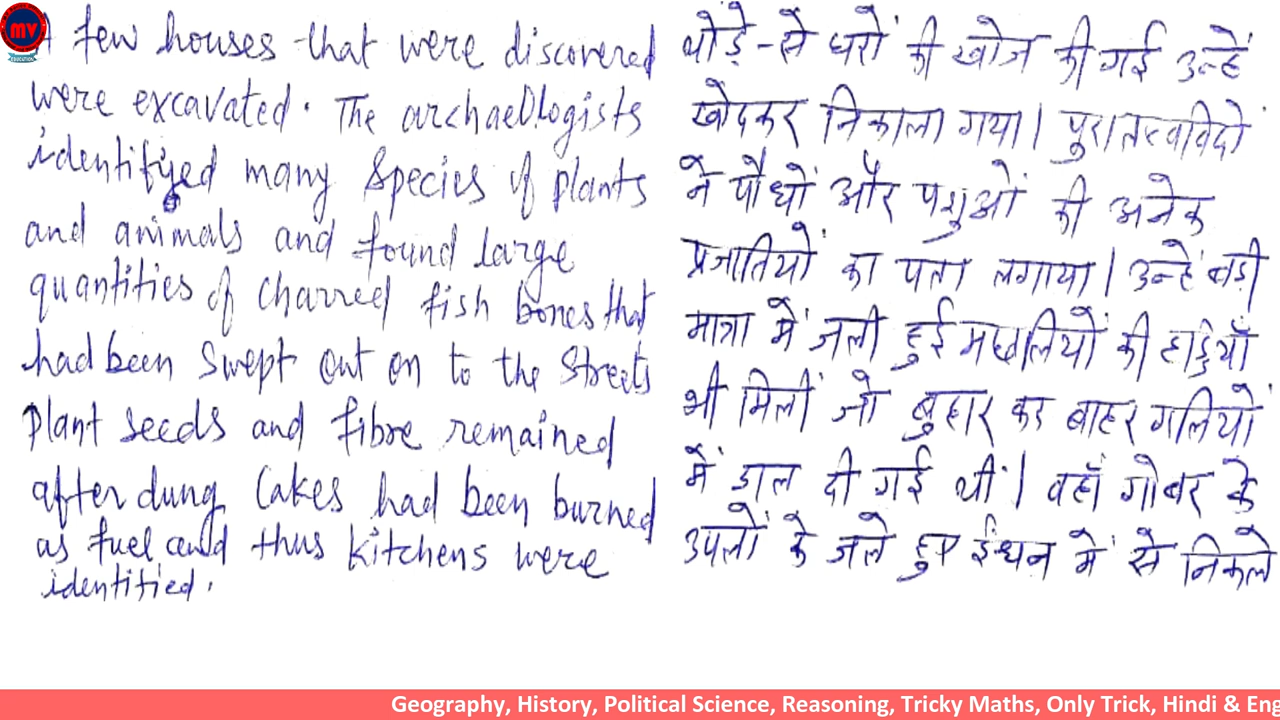 mv
EDUCATION
A few houses that were discovered
were excavated. The archaeologists
identifyed many species of plants
and animals and found large
quantities of charred fish bones that
had been swept out on to the streets
plant seeds and fibre remained
after dung cakes had been burned
as fuel and thus kitchens were
identified.
थोड़े-से घरों की खोज की गई उन्हें
खोदकर निकाला गया। पुरातत्त्वविदों
ने पौधों और पशुओं की अनेक
प्रजातियों का पता लगाया। उन्हें बड़ी
मात्रा में जली हुई मछलियों की हड्डियाँ
भी मिलीं जो बुहार कर बाहर गलियों
में डाल दी गई थीं। वहाँ गोबर के
उपलों के जले हुए ईंधन में से निकले
Geography, History, Political Science, Reasoning, Tricky Maths, Only Trick, Hindi & Eng